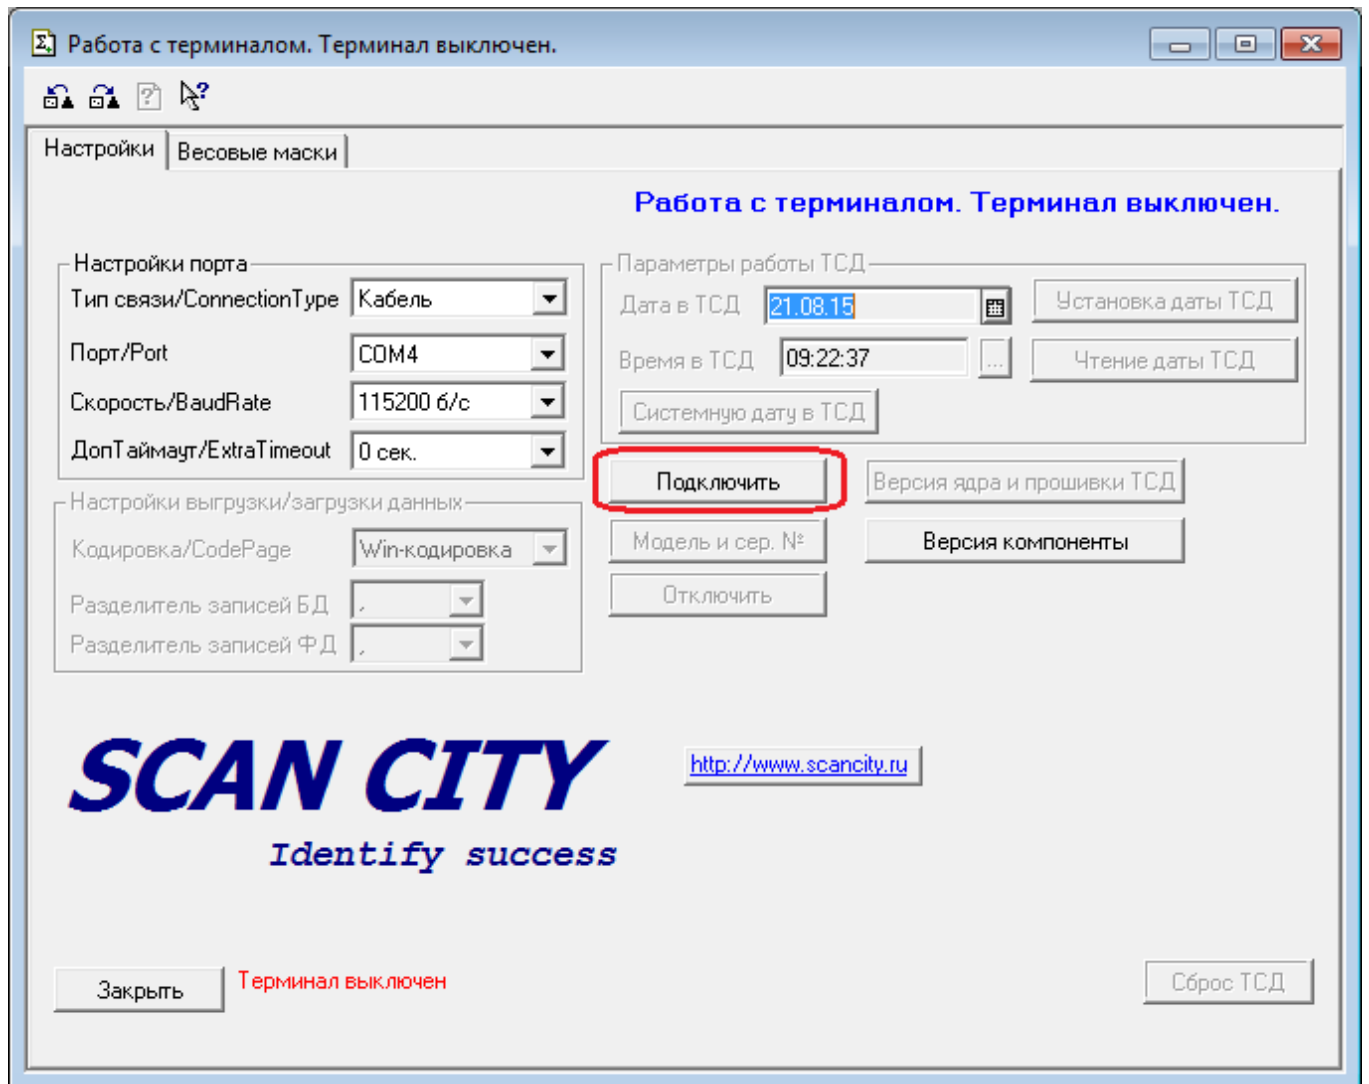 Работа с терминалом. Терминал выключен.
Настройки
Весовые маски
Работа с терминалом. Терминал выключен.
Настройки порта
Тип связи/ConnectionType Кабель
Порт/Port COM4
Скорость/BaudRate 115200 б/с
ДопТаймаут/ExtraTimeout 0 сек.
Параметры работы ТСД
Дата в ТСД 21.08.15 Установка даты ТСД
Время в ТСД 09:22:37 ... Чтение даты ТСД
Системную дату в ТСД
Подключить Версия ядра и прошивки ТСД
Модель и сер. № Версия компоненты
Отключить
Настройки выгрузки/загрузки данных
Кодировка/CodePage Win-кодировка
Разделитель записей БД ,
Разделитель записей ФД ,
SCAN CITY
Identify success
http://www.scancity.ru
Закрыть Терминал выключен Сброс ТСД